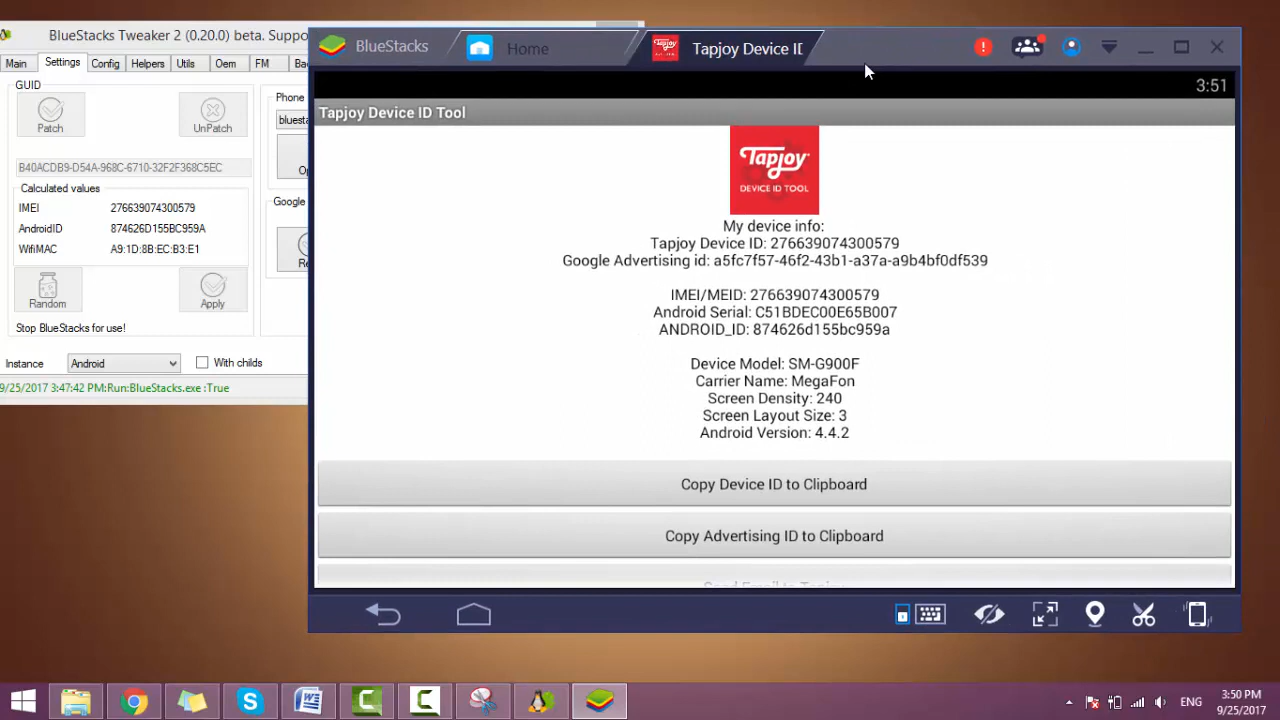 BlueStacks Tweaker 2 (0.20.0) beta. Suppo
Main Settings Config Helpers Utils Oem FM Ba
GUID
Patch UnPatch
B40ACDB9-D54A-968C-6710-32F2F368C5EC
Calculated values
IMEI 276639074300579
AndroidID 874626D155BC959A
WifiMAC A9:1D:8B:EC:B3:E1
Random Apply
Stop BlueStacks for use!
Instance Android With childs
9/25/2017 3:47:42 PM:Run:BlueStacks.exe :True
Phone
bluesta
Google
BlueStacks Home Tapjoy Device ID
3:51
Tapjoy Device ID Tool
Tapjoy
DEVICE ID TOOL
My device info:
Tapjoy Device ID: 276639074300579
Google Advertising id: a5fc7f57-46f2-43b1-a37a-a9b4bf0df539
IMEI/MEID: 276639074300579
Android Serial: C51BDEC00E65B007
ANDROID_ID: 874626d155bc959a
Device Model: SM-G900F
Carrier Name: MegaFon
Screen Density: 240
Screen Layout Size: 3
Android Version: 4.4.2
Copy Device ID to Clipboard
Copy Advertising ID to Clipboard
Send Email to Tapjoy
ENG
3:50 PM
9/25/2017